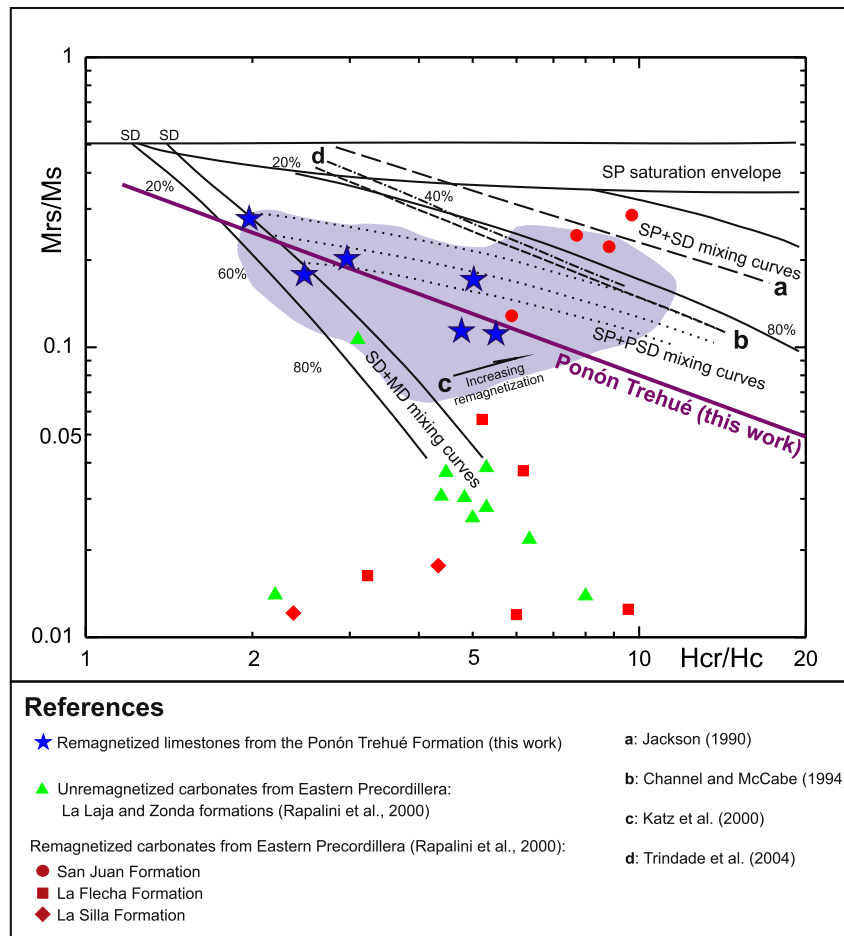 1
0.1
0.05
0.01
Mrs/Ms
SD SD
20%
d
20%
40%
SP saturation envelope
60%
80%
SP+SD mixing curves
a
b
80%
SP+PSD mixing curves
SD+MD mixing curves
c
Increasing
remagnetization
Ponón Trehué (this work)
1 2 5 10 Hcr/Hc 20
References
Remagnetized limestones from the Ponón Trehué Formation (this work)
Unremagnetized carbonates from Eastern Precordillera:
La Laja and Zonda formations (Rapalini et al., 2000)
Remagnetized carbonates from Eastern Precordillera (Rapalini et al., 2000):
San Juan Formation
La Flecha Formation
La Silla Formation
a: Jackson (1990)
b: Channel and McCabe (1994)
c: Katz et al. (2000)
d: Trindade et al. (2004)